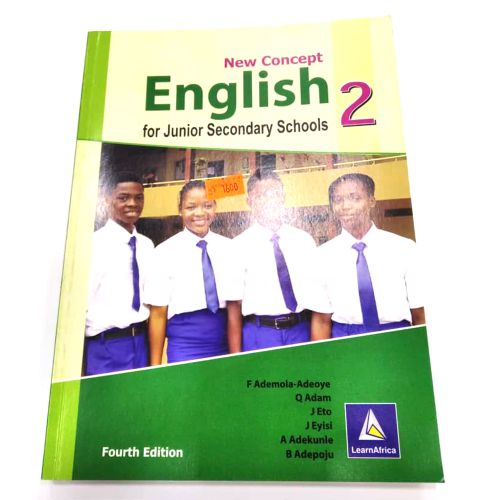 New Concept
English 2
for Junior Secondary Schools
F Ademola-Adeoye
Q Adam
J Eto
J Eyisi
A Adekunle
B Adepoju
LearnAfrica
Fourth Edition